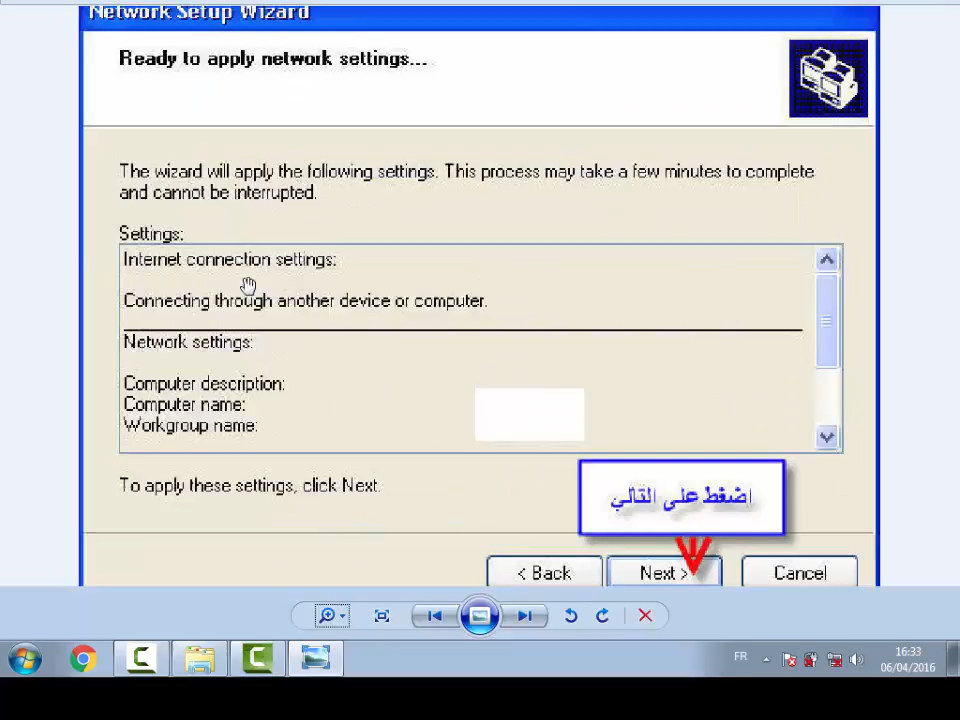 Network Setup Wizard
Ready to apply network settings...
The wizard will apply the following settings. This process may take a few minutes to complete
and cannot be interrupted.
Settings:
Internet connection settings:
Connecting through another device or computer.
Network settings:
Computer description:
Computer name:
Workgroup name:
To apply these settings, click Next.
اضغط على التالي
< Back
Next >
Cancel
FR
16:33
06/04/2016